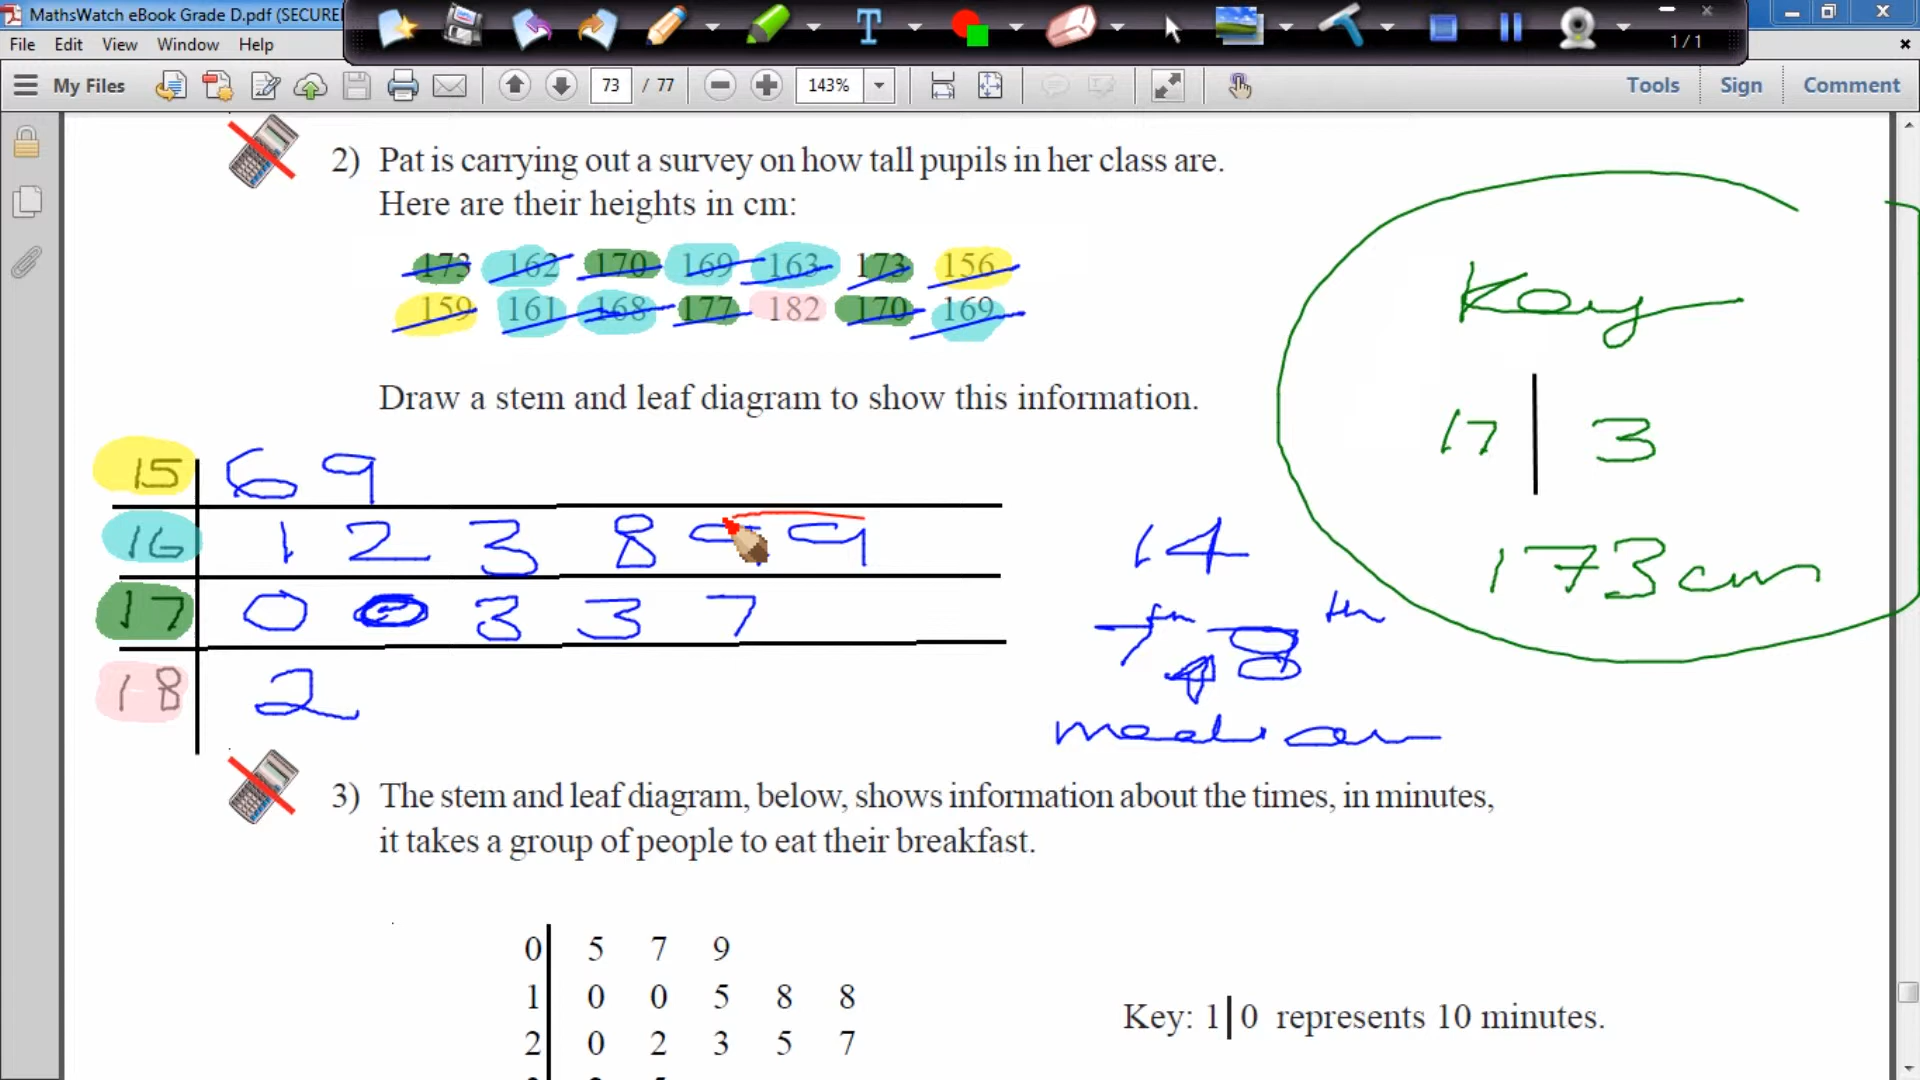 MathsWatch eBook Grade D.pdf (SECURE
1/1
File Edit View Window Help
My Files 73 / 77 143% Tools Sign Comment
2) Pat is carrying out a survey on how tall pupils in her class are.
Here are their heights in cm:
173 162 170 169 163 173 156
159 161 168 177 182 170 169
Draw a stem and leaf diagram to show this information.
Key
17 | 3
173cm
15 6 9
16 1 2 3 8 9 9
17 0 0 3 3 7
18 2
14
7th 8th
median
3) The stem and leaf diagram, below, shows information about the times, in minutes,
it takes a group of people to eat their breakfast.
0 5 7 9
1 0 0 5 8 8
2 0 2 3 5 7
Key: 1|0 represents 10 minutes.